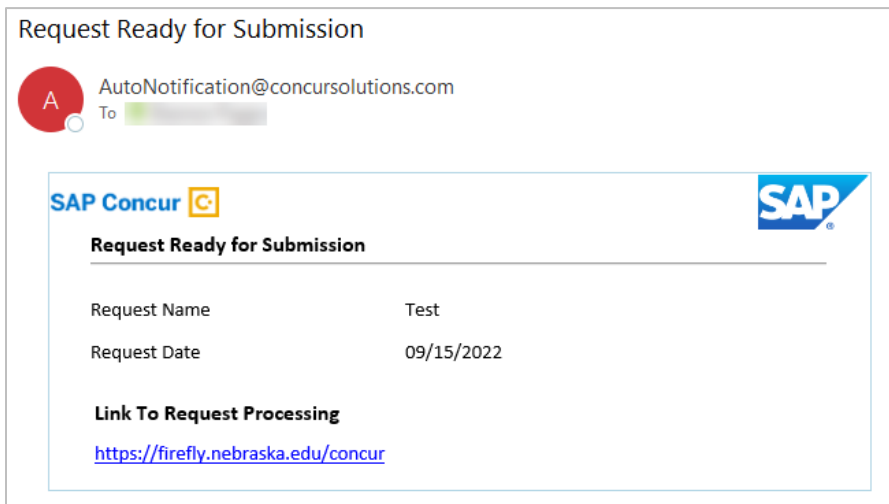 Request Ready for Submission
A
AutoNotification@concursolutions.com
To
SAP Concur C
SAP
®
Request Ready for Submission
Request Name Test
Request Date 09/15/2022
Link To Request Processing
https://firefly.nebraska.edu/concur